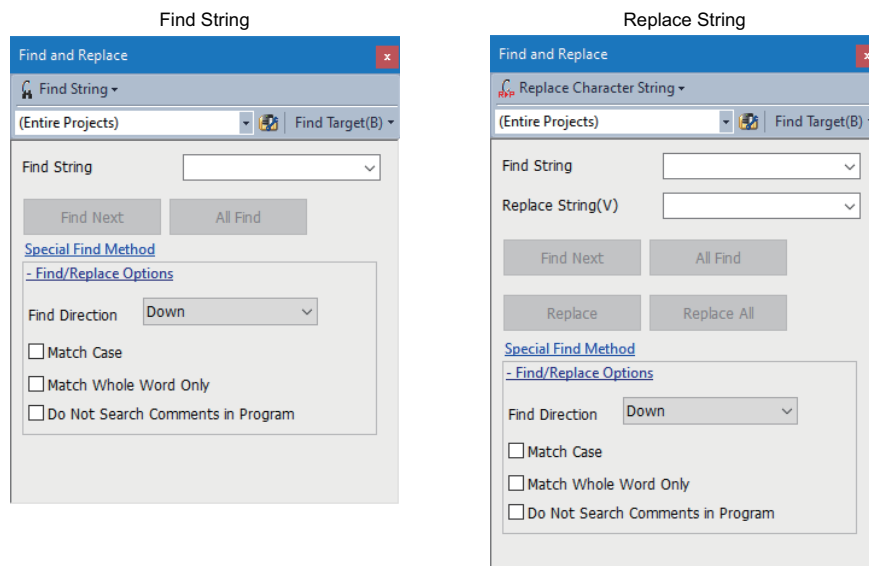 Find String
Find and Replace
x
Find String
(Entire Projects)
Find Target(B)
Find String
Find Next
All Find
Special Find Method
- Find/Replace Options
Find Direction
Down
Match Case
Match Whole Word Only
Do Not Search Comments in Program
Replace String
Find and Replace
x
Replace Character String
(Entire Projects)
Find Target(B)
Find String
Replace String(V)
Find Next
All Find
Replace
Replace All
Special Find Method
- Find/Replace Options
Find Direction
Down
Match Case
Match Whole Word Only
Do Not Search Comments in Program